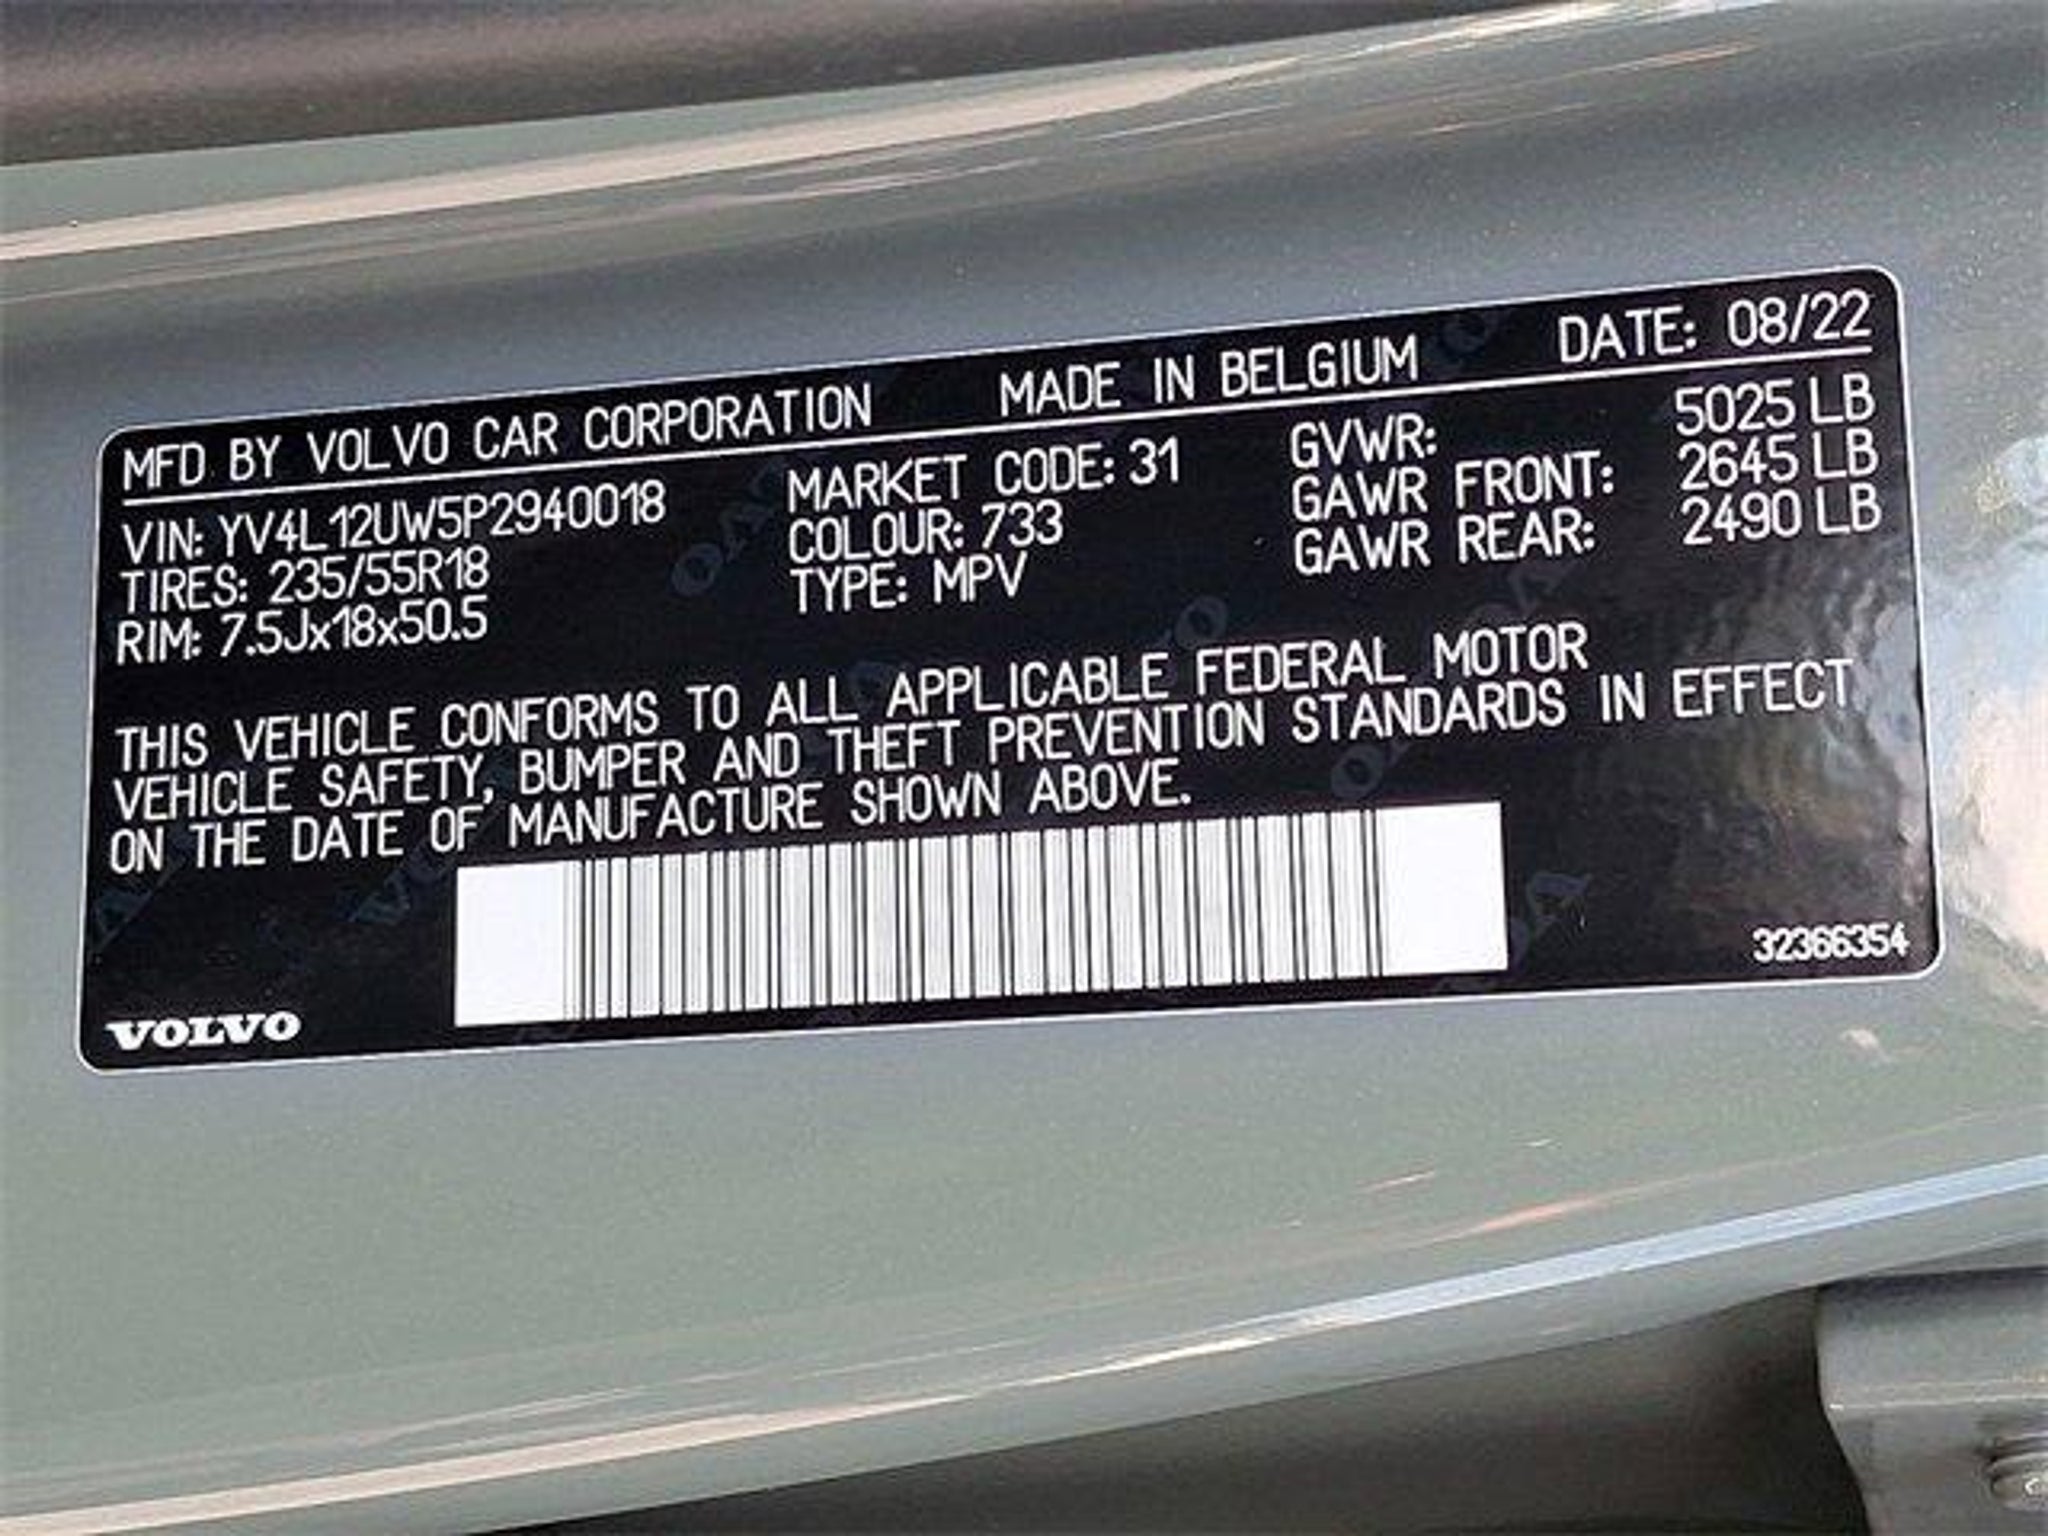 MFD BY VOLVO CAR CORPORATION MADE IN BELGIUM DATE: 08/22
VIN: YV4L12UW5P2940018 MARKET CODE: 31 GVWR: 5025 LB
TIRES: 235/55R18 COLOUR: 733 GAWR FRONT: 2645 LB
RIM: 7.5Jx18x50.5 TYPE: MPV GAWR REAR: 2490 LB
THIS VEHICLE CONFORMS TO ALL APPLICABLE FEDERAL MOTOR
VEHICLE SAFETY, BUMPER AND THEFT PREVENTION STANDARDS IN EFFECT
ON THE DATE OF MANUFACTURE SHOWN ABOVE.
32366354
VOLVO